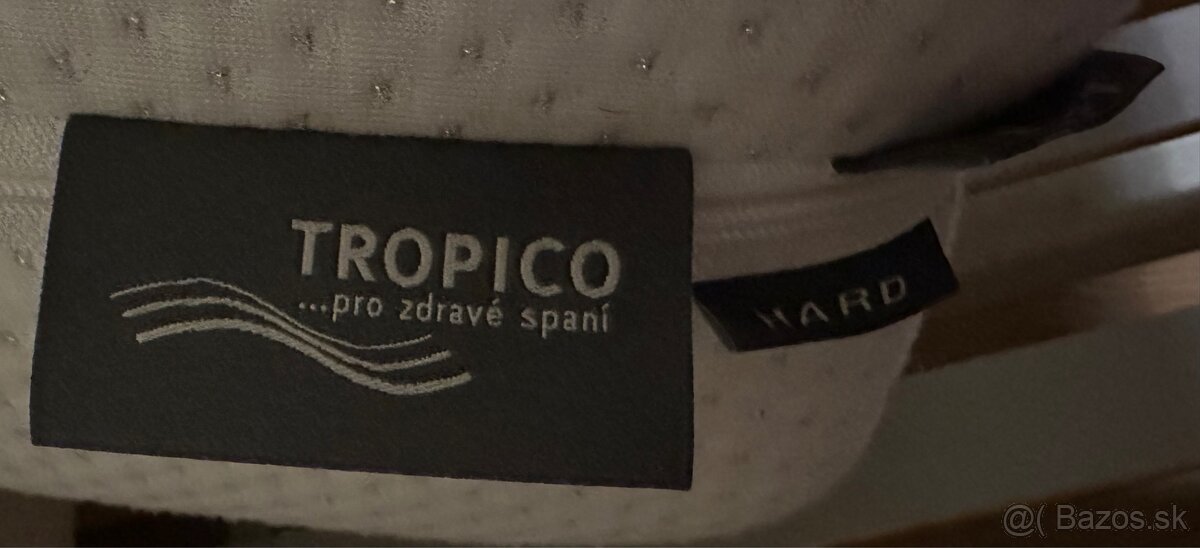 TROPICO
...pro zdravé spaní
HARD
@( Bazos.sk